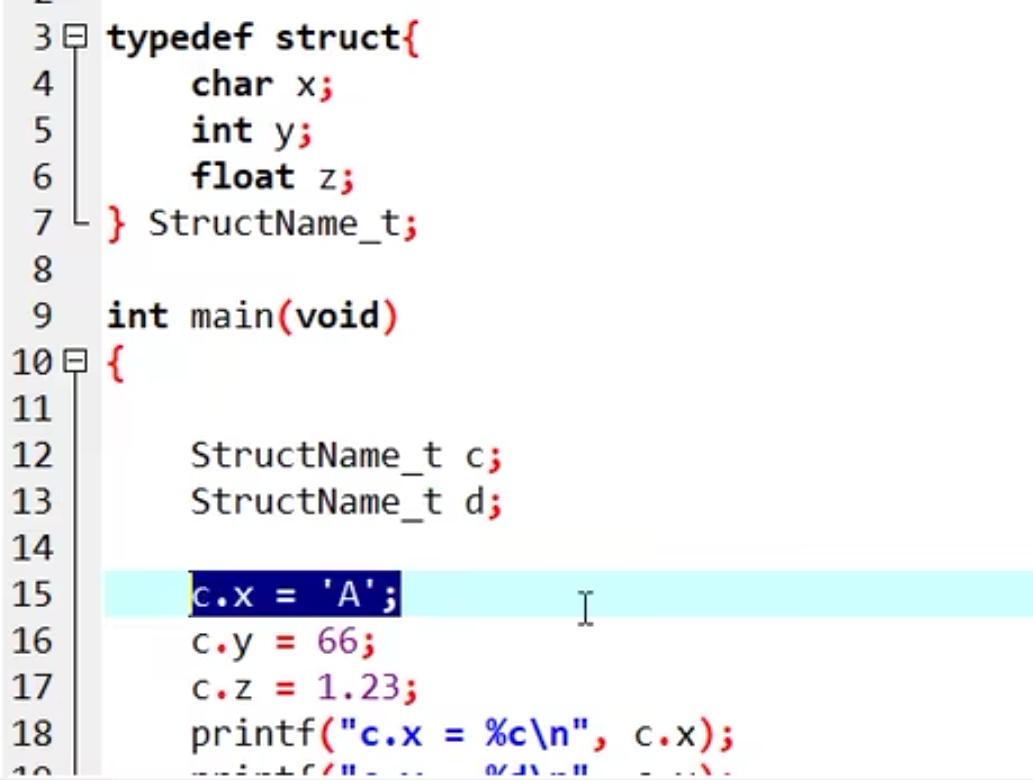 3 typedef struct{
4 char x;
5 int y;
6 float z;
7 } StructName_t;
8
9 int main(void)
10 {
11
12 StructName_t c;
13 StructName_t d;
14
15 c.x = 'A';
16 c.y = 66;
17 c.z = 1.23;
18 printf("c.x = %c\n", c.x);